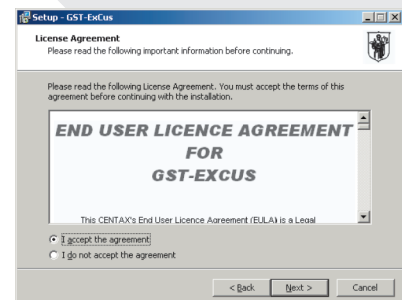 Setup - GST-ExCus
License Agreement
Please read the following important information before continuing.
Please read the following License Agreement. You must accept the terms of this
agreement before continuing with the installation.
END USER LICENCE AGREEMENT
FOR
GST-EXCUS
This CENTAX's End User Licence Agreement (EULA) is a Legal
I accept the agreement
I do not accept the agreement
< Back
Next >
Cancel